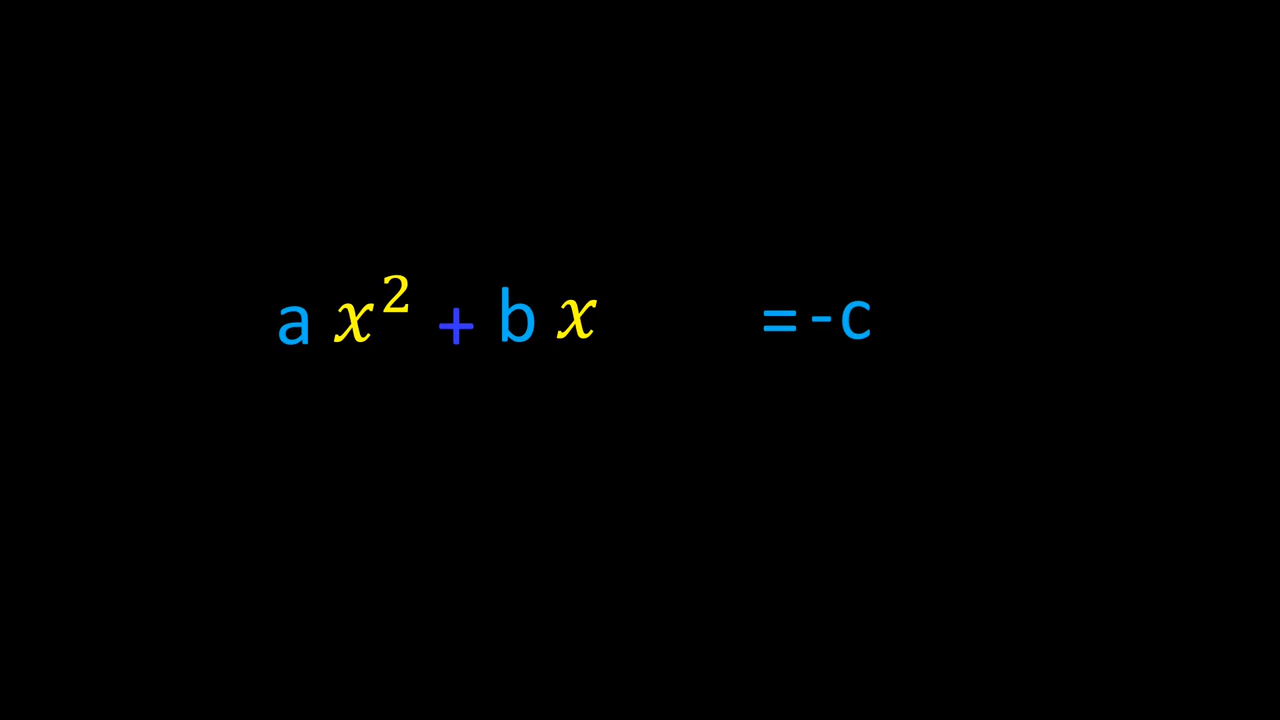 a x² + b x = -c